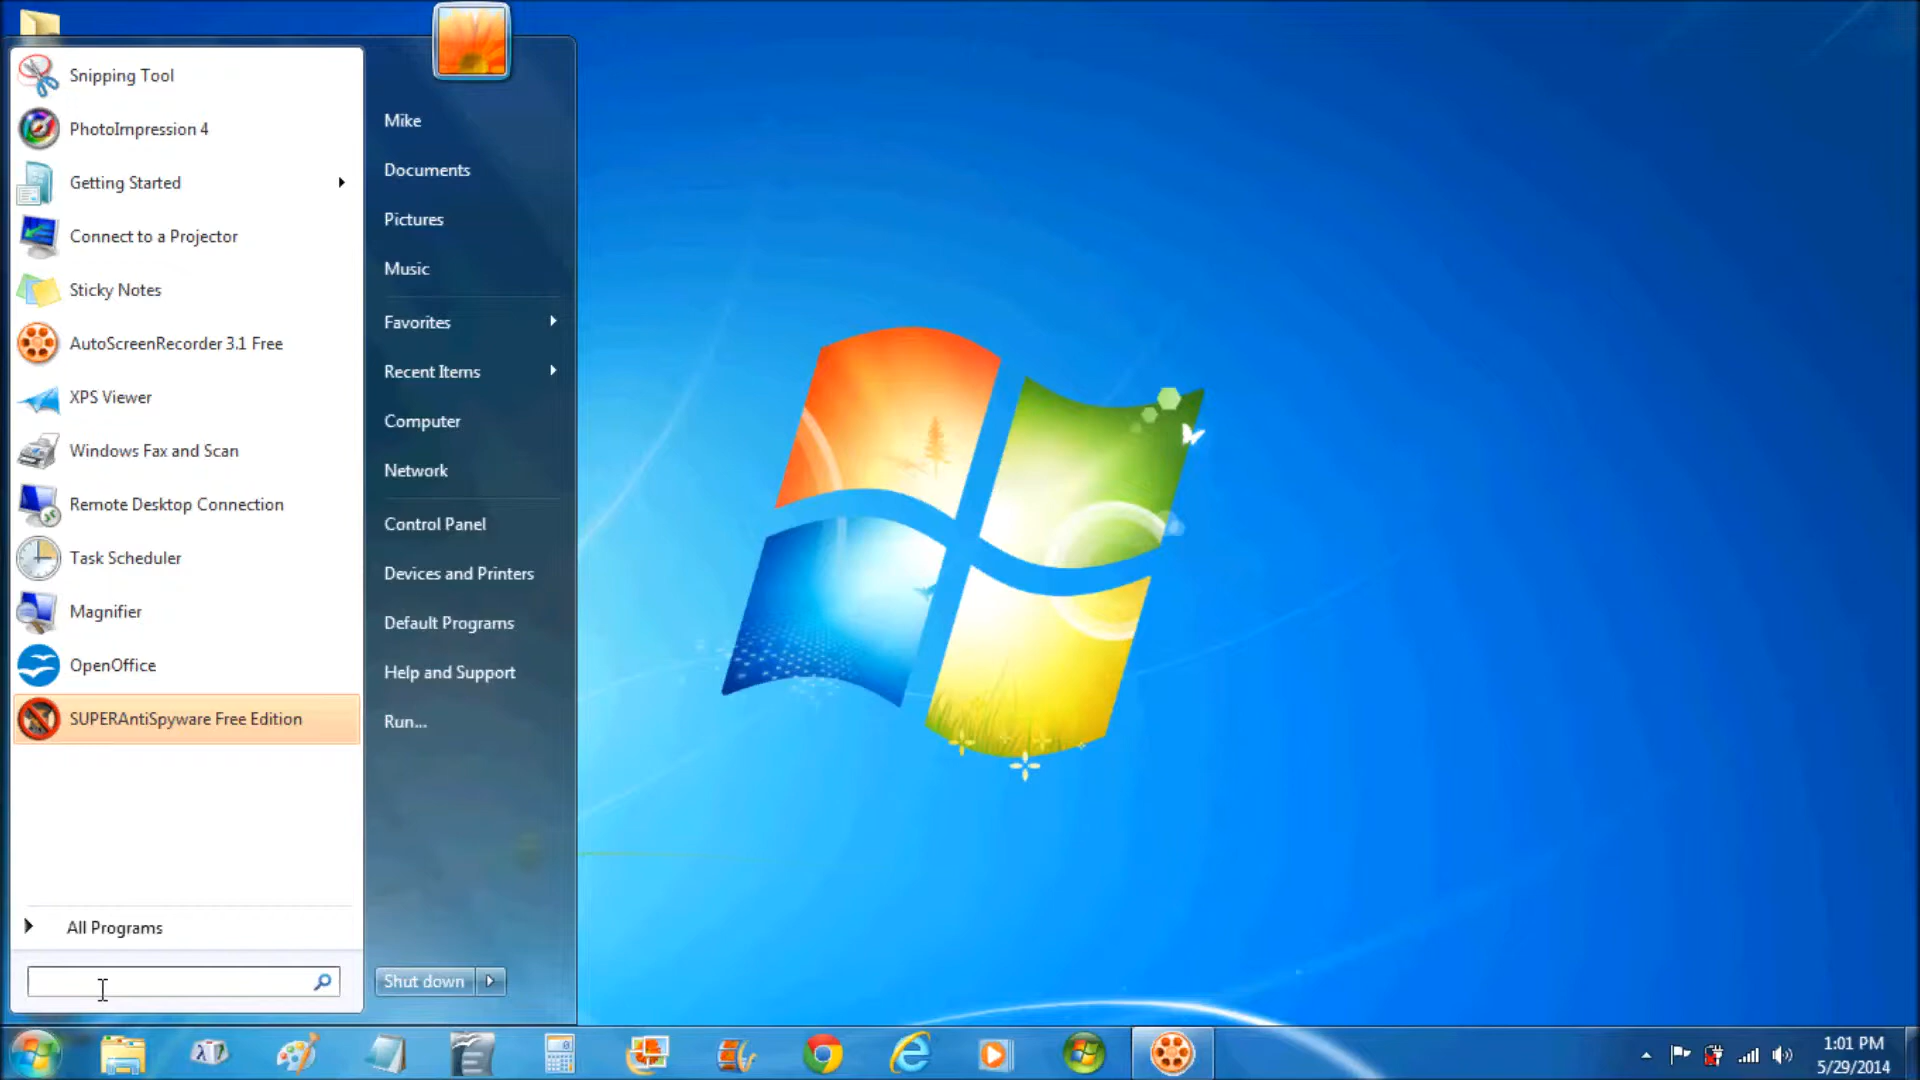 Snipping Tool
PhotoImpression 4
Getting Started
Connect to a Projector
Sticky Notes
AutoScreenRecorder 3.1 Free
XPS Viewer
Windows Fax and Scan
Remote Desktop Connection
Task Scheduler
Magnifier
OpenOffice
SUPERAntiSpyware Free Edition
All Programs
Mike
Documents
Pictures
Music
Favorites
Recent Items
Computer
Network
Control Panel
Devices and Printers
Default Programs
Help and Support
Run...
Shut down
1:01 PM
5/29/2014